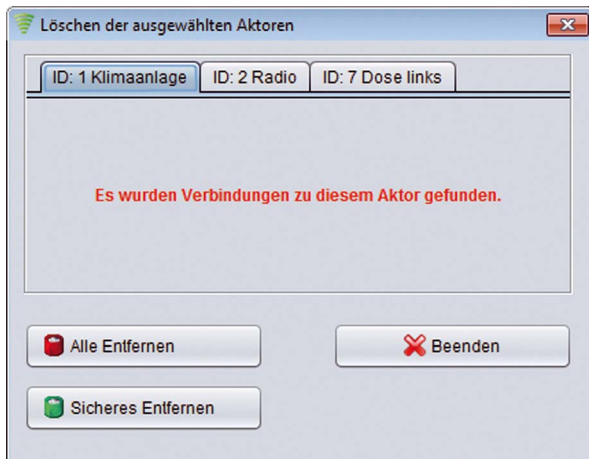 Löschen der ausgewählten Aktoren
ID: 1 Klimaanlage
ID: 2 Radio
ID: 7 Dose links
Es wurden Verbindungen zu diesem Aktor gefunden.
Alle Entfernen
Beenden
Sicheres Entfernen